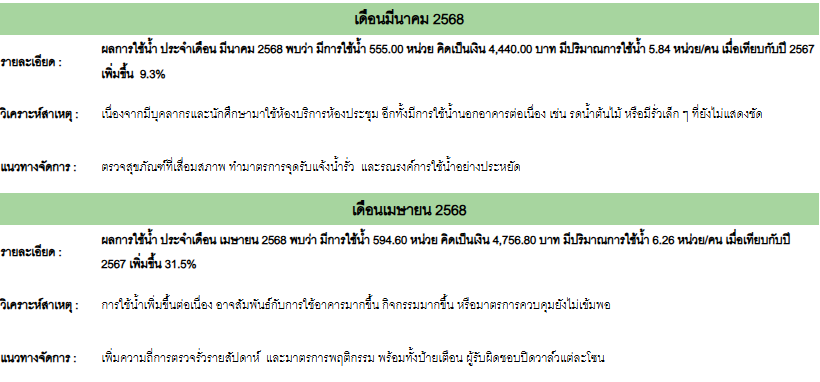 เดือนมีนาคม 2568
รายละเอียด : ผลการใช้น้ำ ประจำเดือน มีนาคม 2568 พบว่า มีการใช้น้ำ 555.00 หน่วย คิดเป็นเงิน 4,440.00 บาท มีปริมาณการใช้น้ำ 5.84 หน่วย/คน เมื่อเทียบกับปี 2567
เพิ่มขึ้น 9.3%
วิเคราะห์สาเหตุ : เนื่องจากมีบุคลากรและนักศึกษามาใช้ห้องบริการห้องประชุม อีกทั้งมีการใช้น้ำนอกอาคารต่อเนื่อง เช่น รดน้ำต้นไม้ หรือมีรั่วเล็ก ๆ ที่ยังไม่แสดงชัด
แนวทางจัดการ : ตรวจสุขภัณฑ์ที่เสื่อมสภาพ ทำมาตรการจุดรับแจ้งน้ำรั่ว และรณรงค์การใช้น้ำอย่างประหยัด
เดือนเมษายน 2568
รายละเอียด : ผลการใช้น้ำ ประจำเดือน เมษายน 2568 พบว่า มีการใช้น้ำ 594.60 หน่วย คิดเป็นเงิน 4,756.80 บาท มีปริมาณการใช้น้ำ 6.26 หน่วย/คน เมื่อเทียบกับปี
2567 เพิ่มขึ้น 31.5%
วิเคราะห์สาเหตุ : การใช้น้ำเพิ่มขึ้นต่อเนื่อง อาจสัมพันธ์กับการใช้อาคารมากขึ้น กิจกรรมมากขึ้น หรือมาตรการควบคุมยังไม่เข้มพอ
แนวทางจัดการ : เพิ่มความถี่การตรวจรั่วรายสัปดาห์ และมาตรการพฤติกรรม พร้อมทั้งป้ายเตือน ผู้รับผิดชอบปิดวาล์วแต่ละโซน